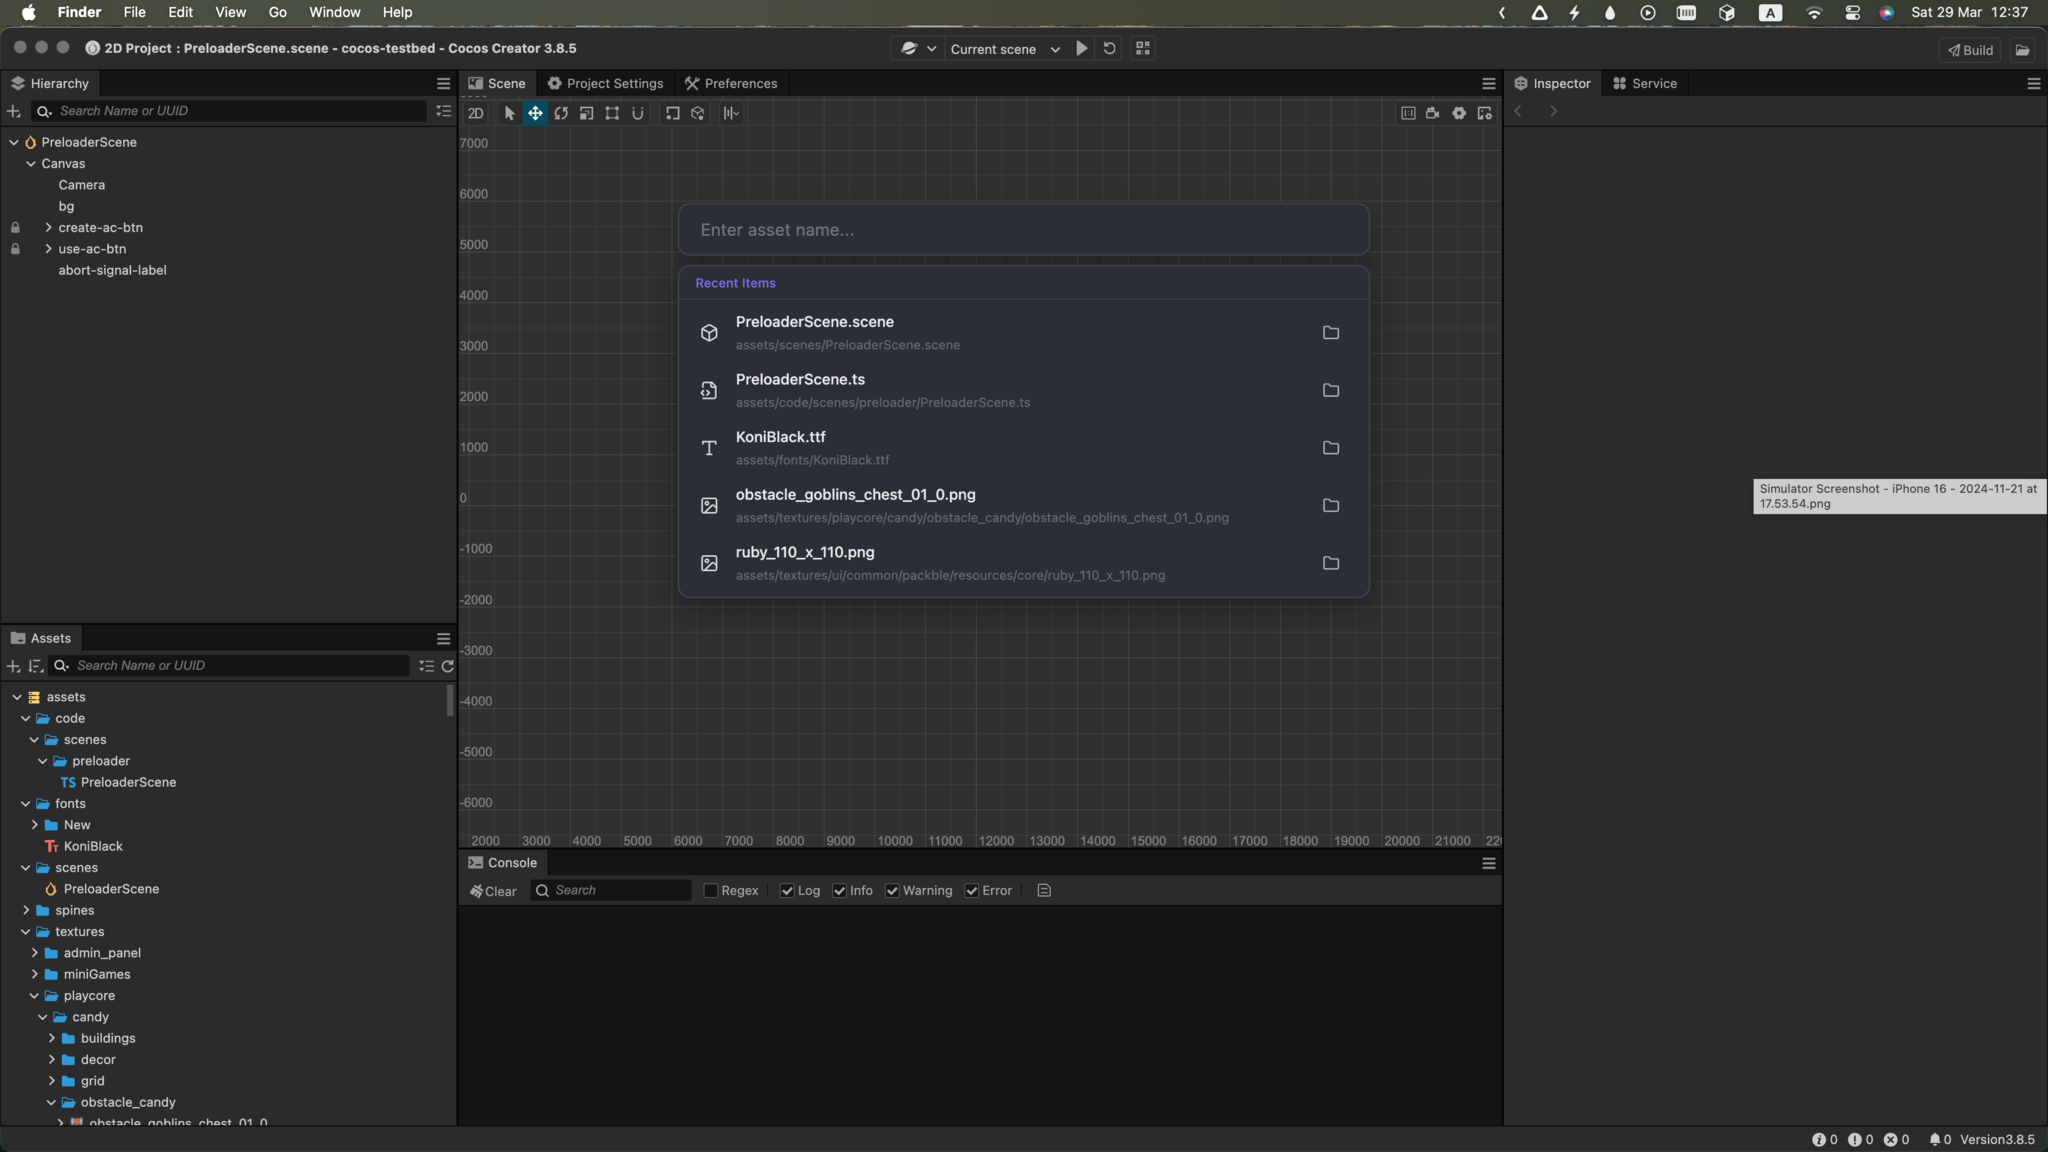 Finder File Edit View Go Window Help
A Sat 29 Mar 12:37
2D Project : PreloaderScene.scene - cocos-testbed - Cocos Creator 3.8.5
Current scene
Build
Hierarchy
Search Name or UUID
PreloaderScene
Canvas
Camera
bg
create-ac-btn
use-ac-btn
abort-signal-label
Assets
Search Name or UUID
assets
code
scenes
preloader
TS PreloaderScene
fonts
New
KoniBlack
scenes
PreloaderScene
spines
textures
admin_panel
miniGames
playcore
candy
buildings
decor
grid
obstacle_candy
obstacle_goblins_chest_01_0
Scene Project Settings Preferences
2D
7000
6000
5000
4000
3000
2000
1000
0
-1000
-2000
-3000
-4000
-5000
-6000
2000 3000 4000 5000 6000 7000 8000 9000 10000 11000 12000 13000 14000 15000 16000 17000 18000 19000 20000 21000 22
Enter asset name...
Recent Items
PreloaderScene.scene
assets/scenes/PreloaderScene.scene
PreloaderScene.ts
assets/code/scenes/preloader/PreloaderScene.ts
KoniBlack.ttf
assets/fonts/KoniBlack.ttf
obstacle_goblins_chest_01_0.png
assets/textures/playcore/candy/obstacle_candy/obstacle_goblins_chest_01_0.png
ruby_110_x_110.png
assets/textures/ui/common/packble/resources/core/ruby_110_x_110.png
Console
Clear Search Regex Log Info Warning Error
Inspector Service
Simulator Screenshot - iPhone 16 - 2024-11-21 at
17.53.54.png
0 0 0 0 Version3.8.5